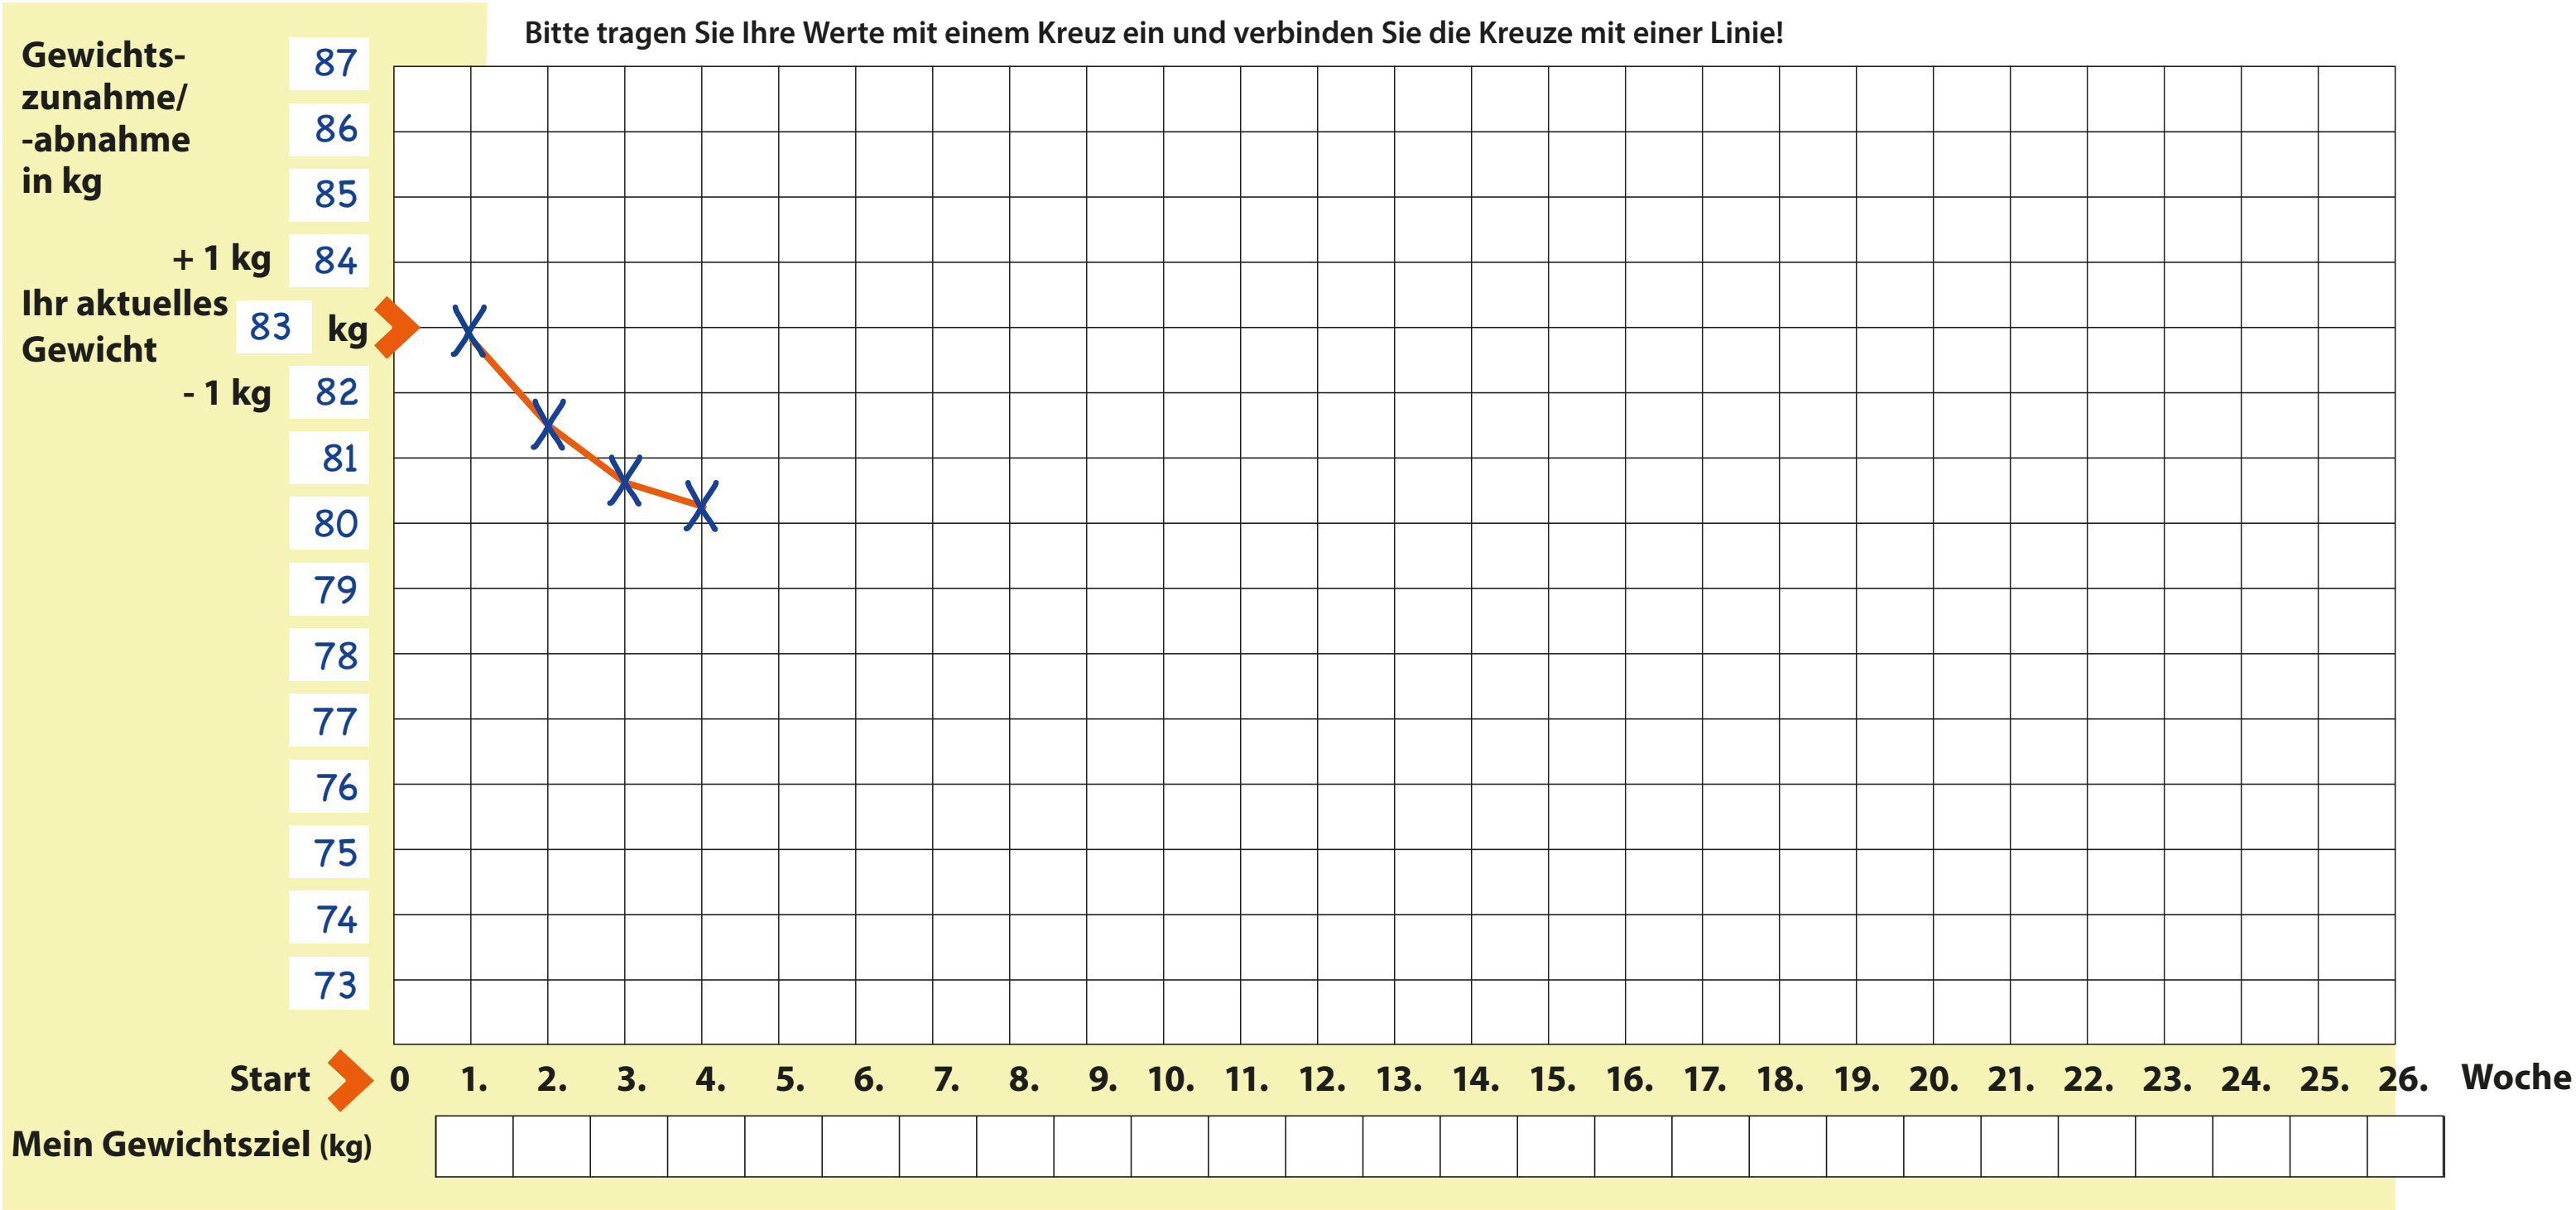 Bitte tragen Sie Ihre Werte mit einem Kreuz ein und verbinden Sie die Kreuze mit einer Linie!
Gewichts-
zunahme/
-abnahme
in kg
87
86
85
+ 1 kg 84
Ihr aktuelles
Gewicht
83 kg
- 1 kg 82
81
80
79
78
77
76
75
74
73
Start 0 1. 2. 3. 4. 5. 6. 7. 8. 9. 10. 11. 12. 13. 14. 15. 16. 17. 18. 19. 20. 21. 22. 23. 24. 25. 26. Woche
Mein Gewichtsziel (kg)